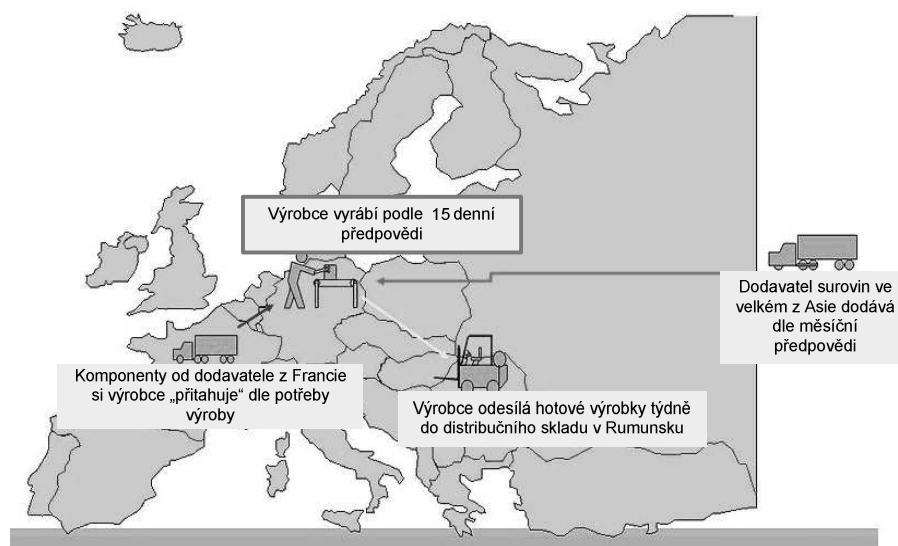 Výrobce vyrábí podle 15 denní
předpovědi
Dodavatel surovin ve
velkém z Asie dodává
dle měsíční
předpovědi
Komponenty od dodavatele z Francie
si výrobce „přitahuje“ dle potřeby
výroby
Výrobce odesílá hotové výrobky týdně
do distribučního skladu v Rumunsku